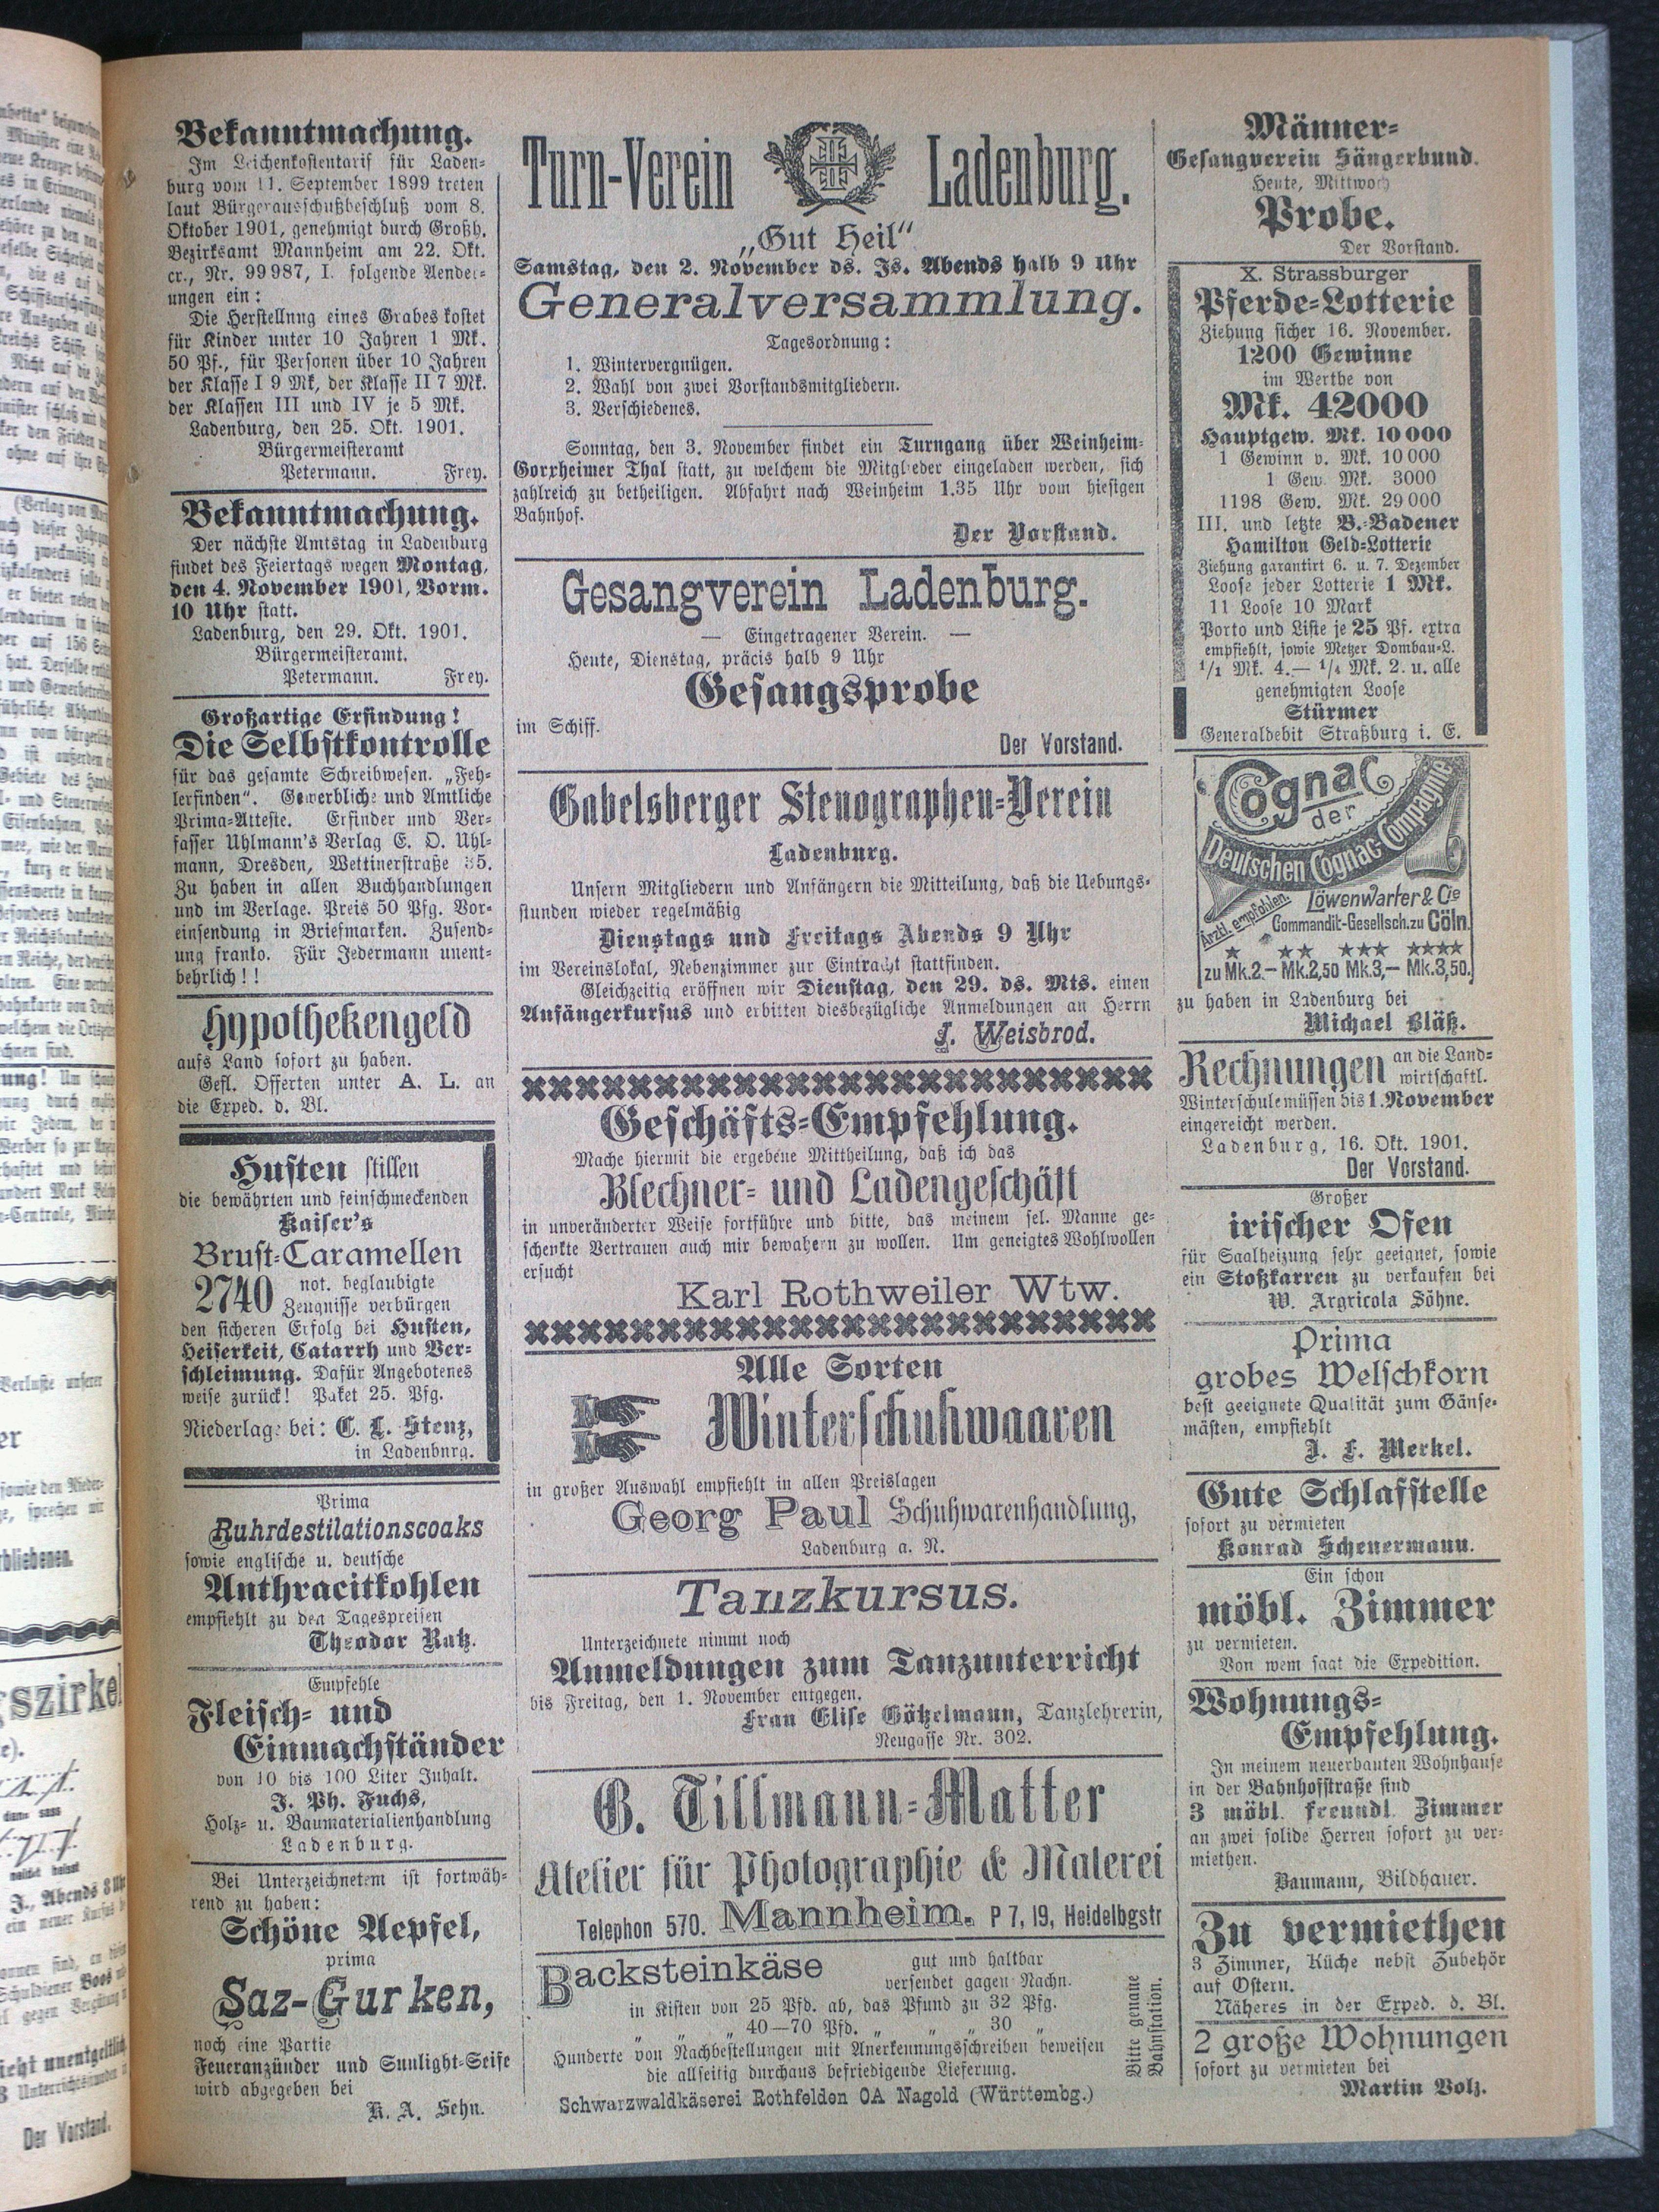 Bekanntmachung.
Im Leichenkostentarif für Laden-
burg vom 11. September 1899 treten
laut Bürgerausschußbeschluß vom 8.
Oktober 1901, genehmigt durch Großh.
Bezirksamt Mannheim am 22. Okt.
cr., Nr. 99987, I. folgende Aender-
ungen ein:
Die Herstellnng eines Grabes kostet
für Kinder unter 10 Jahren 1 Mk.
50 Pf., für Personen über 10 Jahren
der Klasse I 9 Mk, der Klasse II 7 Mk.
der Klassen III und IV je 5 Mk.
Ladenburg, den 25. Okt. 1901.
Bürgermeisteramt
Petermann. Frey.
Bekanntmachung.
Der nächste Amtstag in Ladenburg
findet des Feiertags wegen Montag,
den 4. November 1901, Vorm.
10 Uhr statt.
Ladenburg, den 29. Okt. 1901.
Bürgermeisteramt.
Petermann. Frey.
Großartige Erfindung!
Die Selbstkontrolle
für das gesamte Schreibwesen. „Feh-
lerfinden“. Gewerbliche und Amtliche
Prima-Atteste. Erfinder und Ver-
fasser Uhlmann's Verlag E. O. Uhl-
mann, Dresden, Wettinerstraße 35.
Zu haben in allen Buchhandlungen
und im Verlage. Preis 50 Pfg. Vor-
einsendung in Briefmarken. Zusend-
ung franko. Für Jedermann unent-
behrlich!!
Hypothekengeld
aufs Land sofort zu haben.
Gefl. Offerten unter A. L. an
die Exped. d. Bl.
Husten stillen
die bewährten und feinschmeckenden
Kaiser's
Brust-Caramellen
2740 not. beglaubigte
Zeugnisse verbürgen
den sicheren Erfolg bei Husten,
Heiserkeit, Catarrh und Ver-
schleimung. Dafür Angebotenes
weise zurück! Paket 25. Pfg.
Niederlage bei: C. L. Stenz,
in Ladenbnrg.
Prima
Ruhrdestilationscoaks
sowie englische u. deutsche
Anthracitkohlen
empfiehlt zu den Tagespreisen
Theodor Ratz.
Empfehle
Fleisch- und
Einmachständer
von 10 bis 100 Liter Inhalt.
J. Ph. Fuchs,
Holz- u. Baumaterialienhandlung
Ladenburg.
Bei Unterzeichnetem ist fortwäh-
rend zu haben:
Schöne Aepfel,
prima
Saz-Gurken,
noch eine Partie
Feueranzünder und Sunlight-Seife
wird abgegeben bei
K. A. Sehn.
Turn-Verein Ladenburg.
„Gut Heil“
Samstag, den 2. November ds. Js. Abends halb 9 Uhr
Generalversammlung.
Tagesordnung:
1. Wintervergnügen.
2. Wahl von zwei Vorstandsmitgliedern.
3. Verschiedenes.
Sonntag, den 3. November findet ein Turngang über Weinheim-
Gorxheimer Thal statt, zu welchem die Mitglieder eingeladen werden, sich
zahlreich zu betheiligen. Abfahrt nach Weinheim 1.35 Uhr vom hiesigen
Bahnhof.
Der Vorstand.
Gesangverein Ladenburg.
— Eingetragener Verein. —
Heute, Dienstag, präcis halb 9 Uhr
Gesangsprobe
im Schiff.
Der Vorstand.
Gabelsberger Stenographen-Verein
Ladenburg.
Unsern Mitgliedern und Anfängern die Mitteilung, daß die Uebungs-
stunden wieder regelmäßig
Dienstags und Freitags Abends 9 Uhr
im Vereinslokal, Nebenzimmer zur Eintracht stattfinden.
Gleichzeitig eröffnen wir Dienstag, den 29. ds. Mts. einen
Anfängerkursus und erbitten diesbezügliche Anmeldungen an Herrn
J. Weisbrod.
Geschäfts-Empfehlung.
Mache hiermit die ergebene Mittheilung, daß ich das
Blechner- und Ladengeschäft
in unveränderter Weise fortführe und bitte, das meinem sel. Manne ge-
schenkte Vertrauen auch mir bewahern zu wollen. Um geneigtes Wohlwollen
ersucht
Karl Rothweiler Wtw.
Alle Sorten
Winterschuhwaaren
in großer Auswahl empfiehlt in allen Preislagen
Georg Paul Schuhwarenhandlung,
Ladenburg a. N.
Tanzkursus.
Unterzeichnete nimmt noch
Anmeldungen zum Tanzunterricht
bis Freitag, den 1. November entgegen.
Frau Elise Götzelmann, Tanzlehrerin,
Neugasse Nr. 302.
G. Tillmann-Matter
Atelier für Photographie & Malerei
Telephon 570. Mannheim. P 7, 19, Heidelbgstr
Backsteinkäse gut und haltbar
versendet gagen Nachn.
in Kisten von 25 Pfd. ab, das Pfund zu 32 Pfg.
„ „ „ 40—70 Pfd. „ „ „ 30 „
Hunderte von Nachbestellungen mit Anerkennungsschreiben beweisen
die allseitig durchaus befriedigende Lieferung.
Schwarzwaldkäserei Rothfelden OA Nagold (Württembg.)
Bitte genaue
Bahnstation.
Männer-
Gesangverein Sängerbund.
Heute, Mittwoch
Probe.
Der Vorstand.
X. Strassburger
Pferde-Lotterie
Ziehung sicher 16. November.
1200 Gewinne
im Werthe von
Mk. 42000
Hauptgew. Mk. 10000
1 Gewinn v. Mk. 10000
1 Gew. Mk. 3000
1198 Gew. Mk. 29000
III. und letzte B.-Badener
Hamilton Geld-Lotterie
Ziehung garantirt 6. u. 7. Dezember
Loose jeder Lotterie 1 Mk.
11 Loose 10 Mark
Porto und Liste je 25 Pf. extra
empfiehlt, sowie Metzer Dombau-L.
1/1 Mk. 4.— 1/4 Mk. 2. u. alle
genehmigten Loose
Stürmer
Generaldebit Straßburg i. E.
Cognac
der
Deutschen Cognac-Compagnie
Löwenwarter & Cie
Commandit-Gesellsch. zu Cöln.
Ärztl. empfohlen.
★ ★★ ★★★ ★★★★
zu Mk. 2.— Mk. 2,50 Mk. 3,— Mk. 3,50.
zu haben in Ladenburg bei
Michael Bläß.
Rechnungen an die Land-
wirtschaftl.
Winterschule müssen bis 1. November
eingereicht werden.
Ladenburg, 16. Okt. 1901.
Der Vorstand.
Großer
irischer Ofen
für Saalheizung sehr geeignet, sowie
ein Stoßkarren zu verkaufen bei
W. Argricola Söhne.
Prima
grobes Welschkorn
best geeignete Qualität zum Gänse-
mästen, empfiehlt
J. F. Merkel.
Gute Schlafstelle
sofort zu vermieten
Konrad Scheuermann.
Ein schön
möbl. Zimmer
zu vermieten.
Von wem sagt die Expedition.
Wohnungs-
Empfehlung.
In meinem neuerbauten Wohnhause
in der Bahnhofstraße sind
3 möbl. freundl. Zimmer
an zwei solide Herren sofort zu ver-
miethen.
Baumann, Bildhauer.
Zu vermiethen
3 Zimmer, Küche nebst Zubehör
auf Ostern.
Näheres in der Exped. d. Bl.
2 große Wohnungen
sofort zu vermieten bei
Martin Volz.